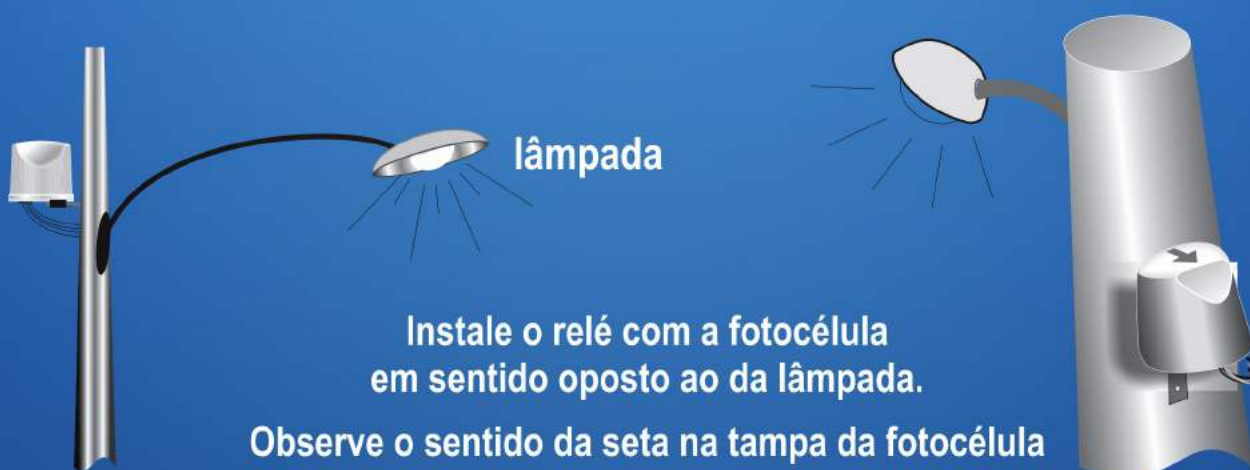 lâmpada
Instale o relé com a fotocélula
em sentido oposto ao da lâmpada.
Observe o sentido da seta na tampa da fotocélula